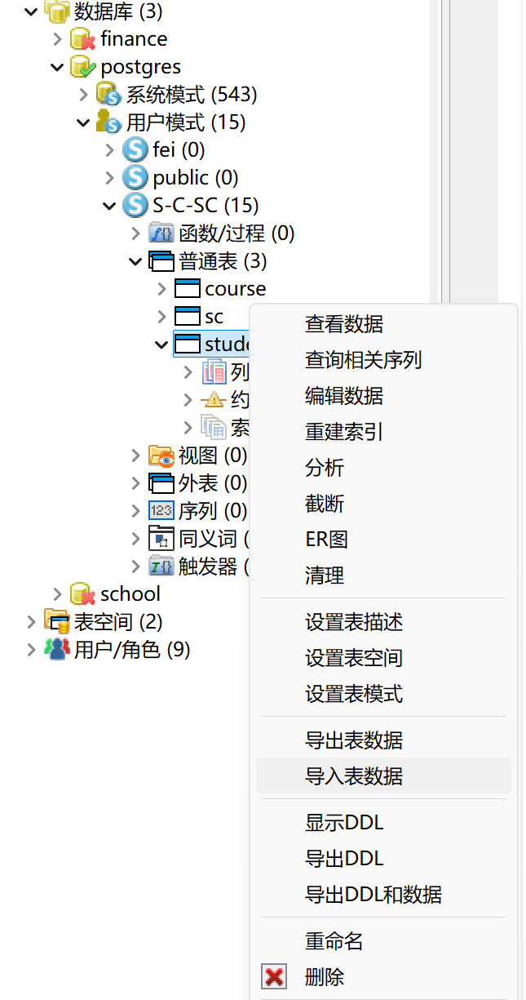 数据库 (3)
finance
postgres
系统模式 (543)
用户模式 (15)
fei (0)
public (0)
S-C-SC (15)
函数/过程 (0)
普通表 (3)
course
sc
stude
列
约
索
视图 (0)
外表 (0)
序列 (0)
同义词 (
触发器 (
school
表空间 (2)
用户/角色 (9)
查看数据
查询相关序列
编辑数据
重建索引
分析
截断
ER图
清理
设置表描述
设置表空间
设置表模式
导出表数据
导入表数据
显示DDL
导出DDL
导出DDL和数据
重命名
删除